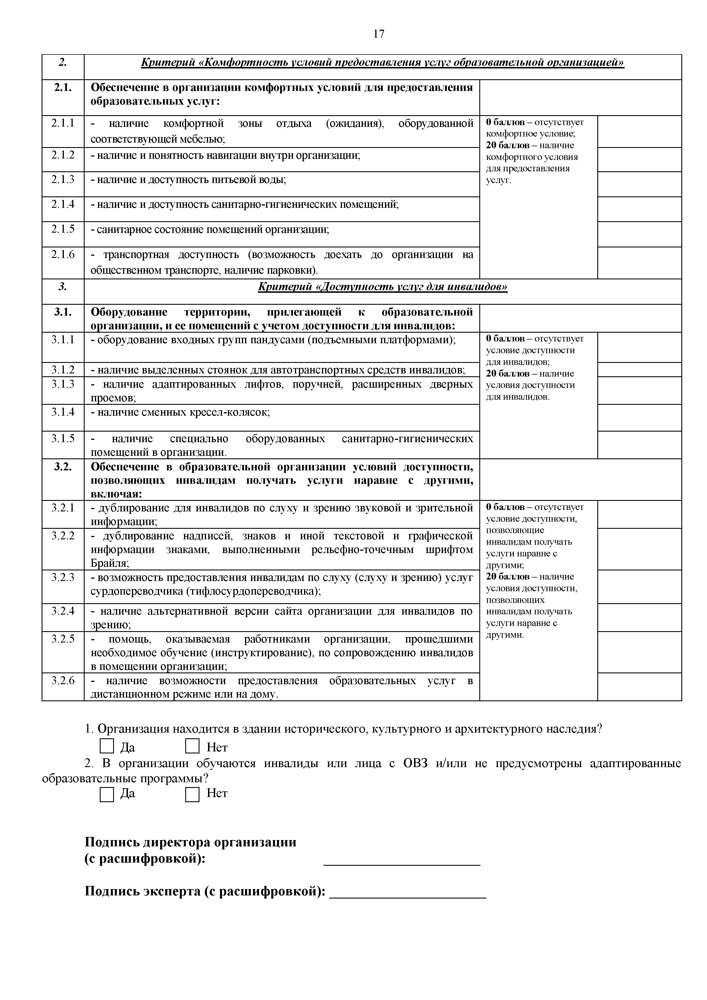 17
2.
Критерий «Комфортность условий предоставления услуг образовательной организацией»
2.1.
Обеспечение в организации комфортных условий для предоставления
образовательных услуг:
2.1.1
- наличие комфортной зоны отдыха (ожидания), оборудованной
соответствующей мебелью;
0 баллов – отсутствует
комфортное условие;
20 баллов – наличие
комфортного условия
для предоставления
услуг.
2.1.2
- наличие и понятность навигации внутри организации;
2.1.3
- наличие и доступность питьевой воды;
2.1.4
- наличие и доступность санитарно-гигиенических помещений;
2.1.5
- санитарное состояние помещений организации;
2.1.6
- транспортная доступность (возможность доехать до организации на
общественном транспорте, наличие парковки).
3.
Критерий «Доступность услуг для инвалидов»
3.1.
Оборудование территории, прилегающей к образовательной
организации, и ее помещений с учетом доступности для инвалидов:
3.1.1
- оборудование входных групп пандусами (подъемными платформами);
0 баллов – отсутствует
условие доступности
для инвалидов;
20 баллов – наличие
условия доступности
для инвалидов.
3.1.2
- наличие выделенных стоянок для автотранспортных средств инвалидов;
3.1.3
- наличие адаптированных лифтов, поручней, расширенных дверных
проемов;
3.1.4
- наличие сменных кресел-колясок;
3.1.5
- наличие специально оборудованных санитарно-гигиенических
помещений в организации.
3.2.
Обеспечение в образовательной организации условий доступности,
позволяющих инвалидам получать услуги наравне с другими,
включая:
3.2.1
- дублирование для инвалидов по слуху и зрению звуковой и зрительной
информации;
0 баллов – отсутствует
условие доступности,
позволяющие
инвалидам получать
услуги наравне с
другими;
20 баллов – наличие
условия доступности,
позволяющих
инвалидам получать
услуги наравне с
другими.
3.2.2
- дублирование надписей, знаков и иной текстовой и графической
информации знаками, выполненными рельефно-точечным шрифтом
Брайля;
3.2.3
- возможность предоставления инвалидам по слуху (слуху и зрению) услуг
сурдопереводчика (тифлосурдопереводчика);
3.2.4
- наличие альтернативной версии сайта организации для инвалидов по
зрению;
3.2.5
- помощь, оказываемая работниками организации, прошедшими
необходимое обучение (инструктирование), по сопровождению инвалидов
в помещении организации;
3.2.6
- наличие возможности предоставления образовательных услуг в
дистанционном режиме или на дому.
1. Организация находится в здании исторического, культурного и архитектурного наследия?
Да Нет
2. В организации обучаются инвалиды или лица с ОВЗ и/или не предусмотрены адаптированные
образовательные программы?
Да Нет
Подпись директора организации
(с расшифровкой):
Подпись эксперта (с расшифровкой):